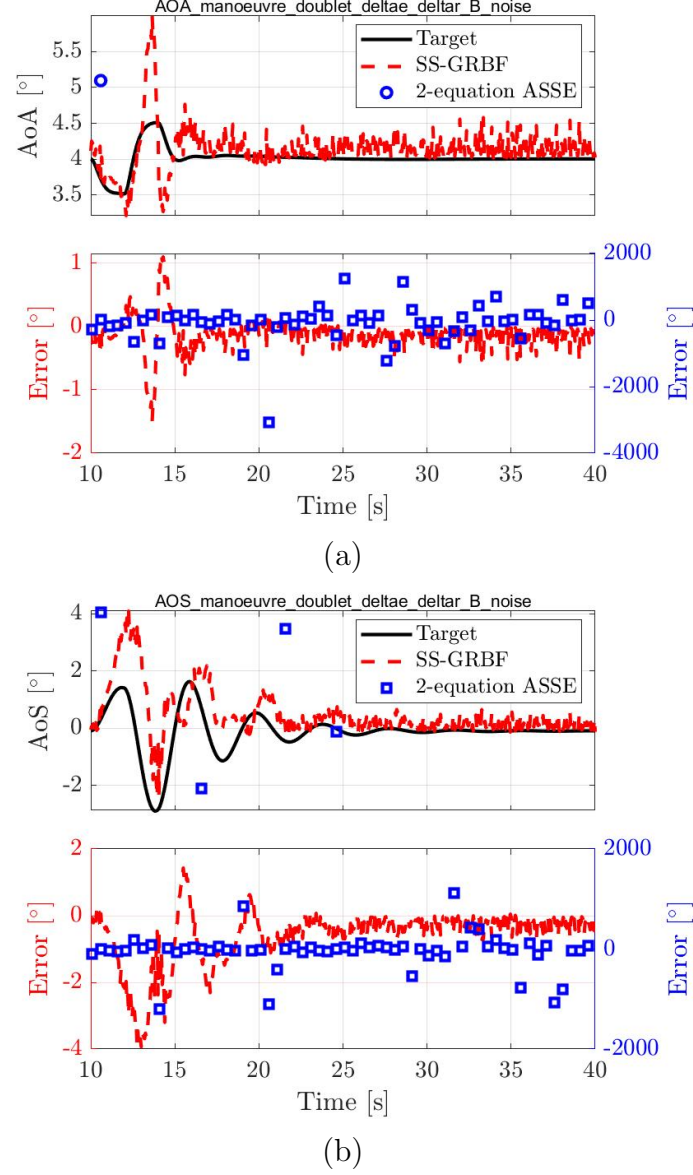 AOA_manoeuvre_doublet_deltae_deltar_B_noise
AoA [°]
5.5
5
4.5
4
3.5
Target
SS-GRBF
2-equation ASSE
Error [°]
1
0
-1
-2
2000
0
-2000
-4000
Error [°]
10 15 20 25 30 35 40
Time [s]
(a)
AOS_manoeuvre_doublet_deltae_deltar_B_noise
AoS [°]
4
2
0
-2
Target
SS-GRBF
2-equation ASSE
Error [°]
2
0
-2
-4
2000
0
-2000
Error [°]
10 15 20 25 30 35 40
Time [s]
(b)